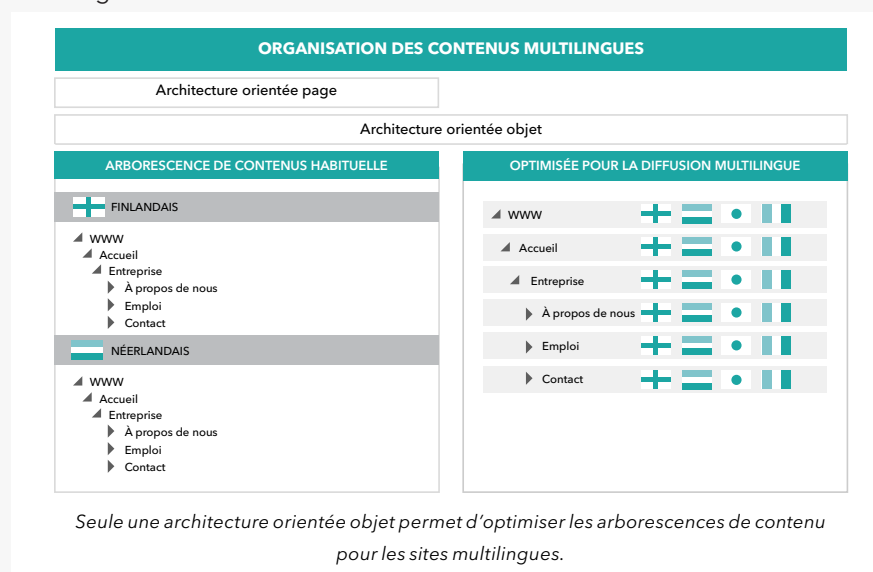 ORGANISATION DES CONTENUS MULTILINGUES
Architecture orientée page
Architecture orientée objet
ARBORESCENCE DE CONTENUS HABITUELLE
FINLANDAIS
WWW
Accueil
Entreprise
À propos de nous
Emploi
Contact
NÉERLANDAIS
WWW
Accueil
Entreprise
À propos de nous
Emploi
Contact
OPTIMISÉE POUR LA DIFFUSION MULTILINGUE
WWW
Accueil
Entreprise
À propos de nous
Emploi
Contact
Seule une architecture orientée objet permet d'optimiser les arborescences de contenu
pour les sites multilingues.